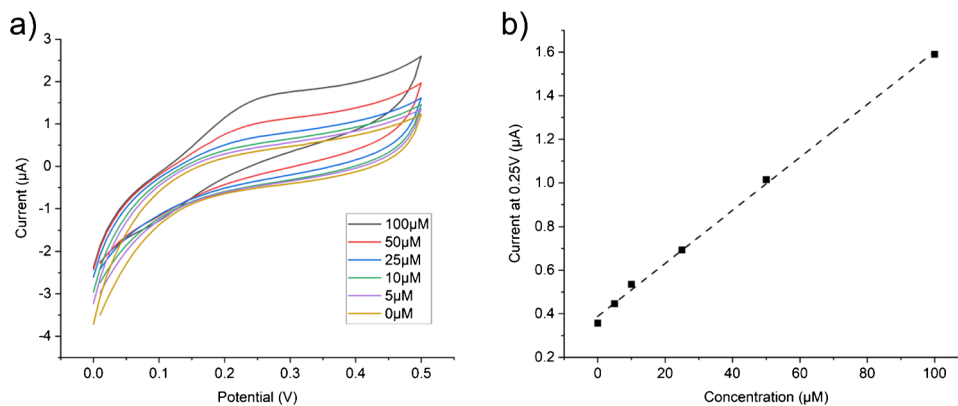 a)
3
2
1
0
-1
-2
-3
-4
Current (µA)
0.0 0.1 0.2 0.3 0.4 0.5
Potential (V)
100µM
50µM
25µM
10µM
5µM
0µM
b)
1.6
1.4
1.2
1.0
0.8
0.6
0.4
0.2
Current at 0.25V (µA)
0 20 40 60 80 100
Concentration (µM)